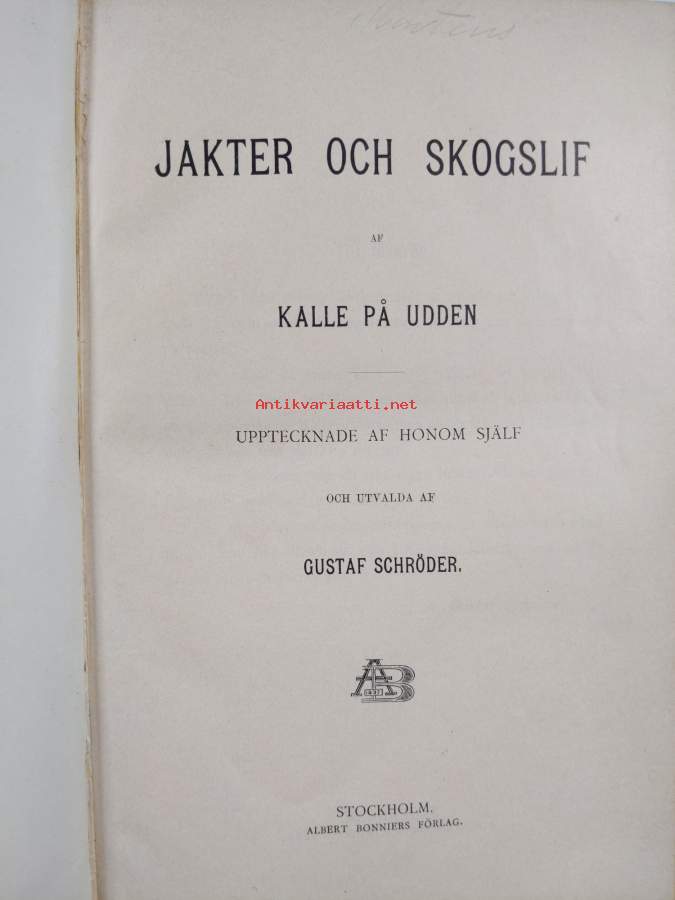 JAKTER OCH SKOGSLIF
AF
KALLE PÅ UDDEN
Antikvariaatti.net
UPPTECKNADE AF HONOM SJÄLF
OCH UTVALDA AF
GUSTAF SCHRÖDER.
AB
STOCKHOLM.
ALBERT BONNIERS FÖRLAG.